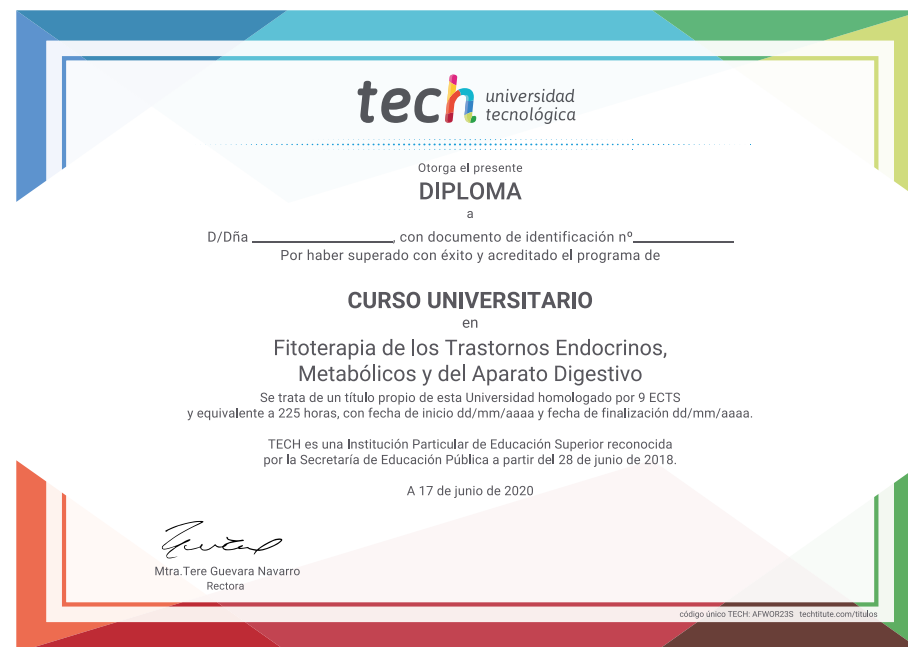 tech universidad
tecnológica
Otorga el presente
DIPLOMA
a
D/Dña ____________, con documento de identificación nº____________
Por haber superado con éxito y acreditado el programa de
CURSO UNIVERSITARIO
en
Fitoterapia de los Trastornos Endocrinos,
Metabólicos y del Aparato Digestivo
Se trata de un título propio de esta Universidad homologado por 9 ECTS
y equivalente a 225 horas, con fecha de inicio dd/mm/aaaa y fecha de finalización dd/mm/aaaa.
TECH es una Institución Particular de Educación Superior reconocida
por la Secretaría de Educación Pública a partir del 28 de junio de 2018.
A 17 de junio de 2020
Mtra.Tere Guevara Navarro
Rectora
código único TECH: AFWOR23S techtitute.com/titulos